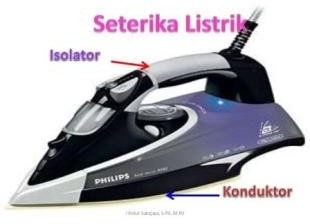 Seterika Listrik
Isolator
PHILIPS
Konduktor